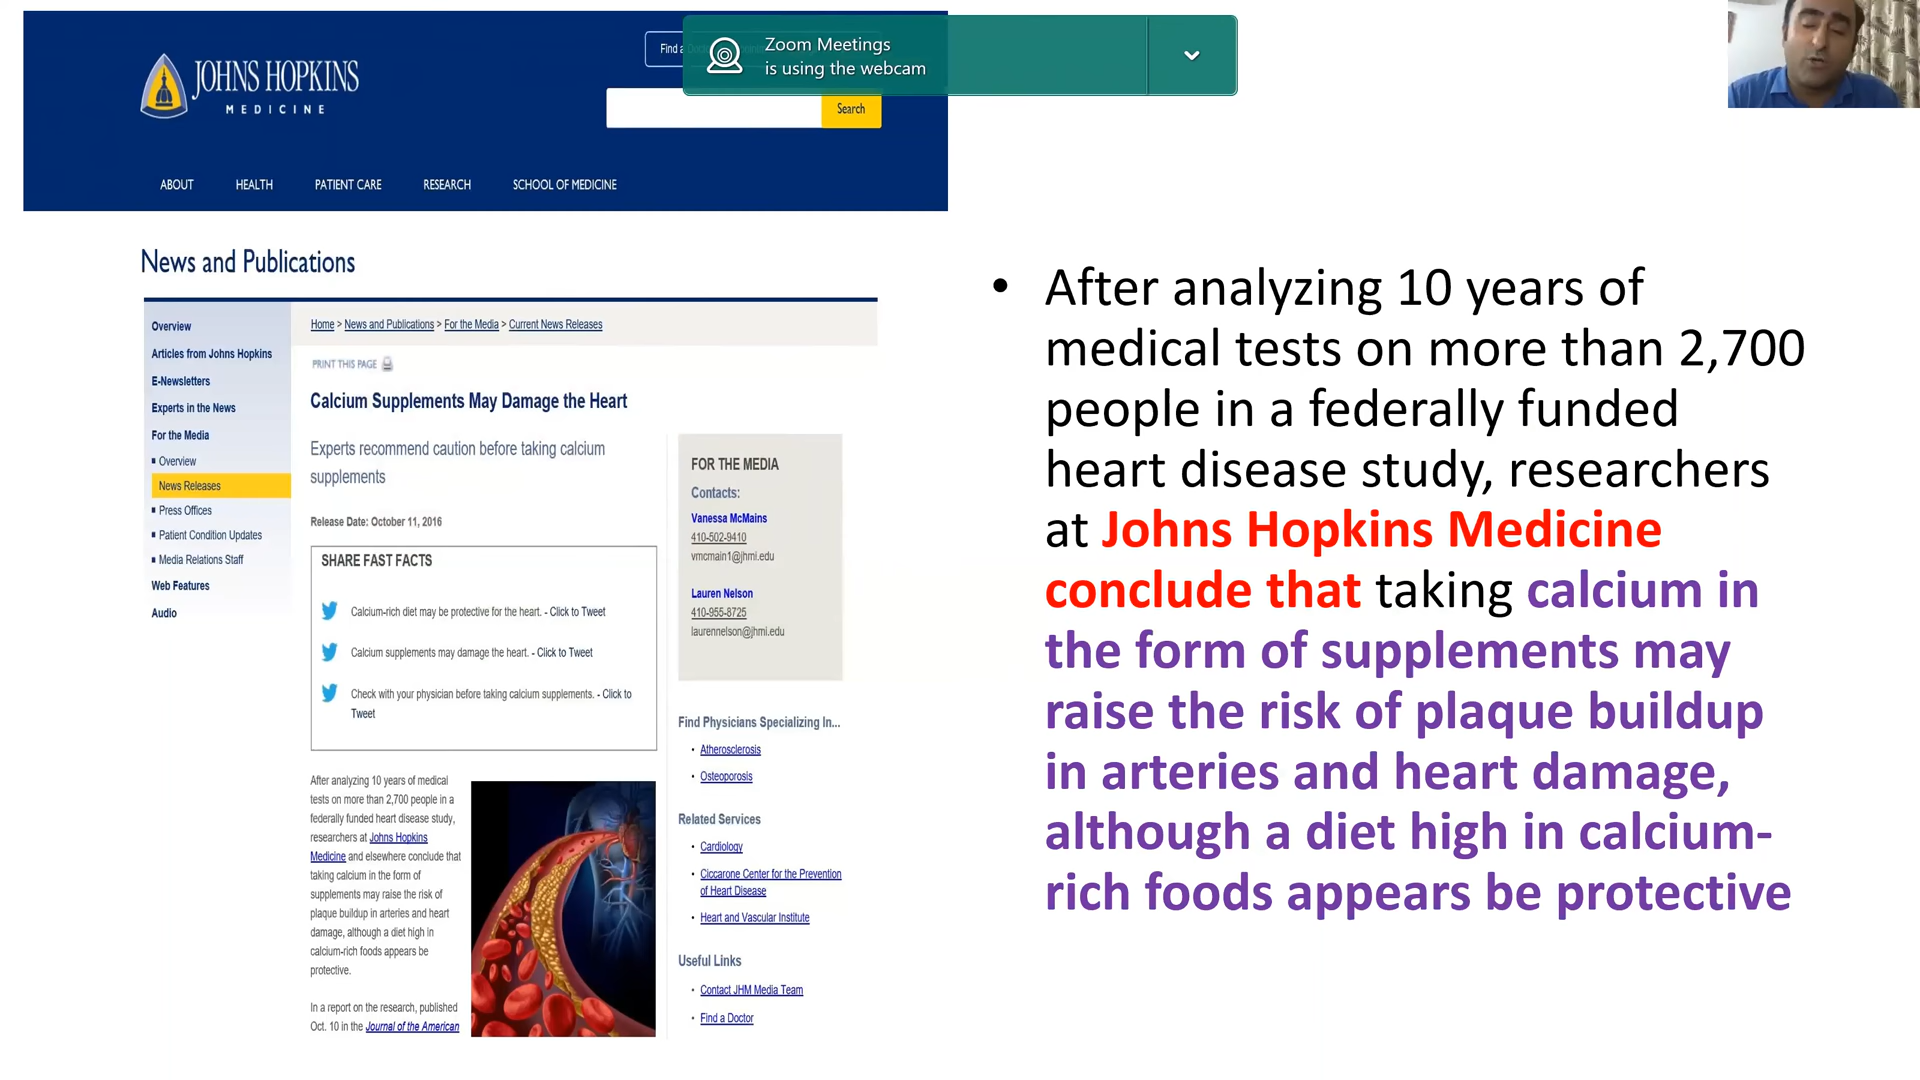 JOHNS HOPKINS
MEDICINE
Find a
Zoom Meetings
is using the webcam
Search
ABOUT
HEALTH
PATIENT CARE
RESEARCH
SCHOOL OF MEDICINE
News and Publications
Overview
Articles from Johns Hopkins
E-Newsletters
Experts in the News
For the Media
Overview
News Releases
Press Offices
Patient Condition Updates
Media Relations Staff
Web Features
Audio
Home > News and Publications > For the Media > Current News Releases
PRINT THIS PAGE
Calcium Supplements May Damage the Heart
Experts recommend caution before taking calcium
supplements
Release Date: October 11, 2016
SHARE FAST FACTS
Calcium-rich diet may be protective for the heart. - Click to Tweet
Calcium supplements may damage the heart. - Click to Tweet
Check with your physician before taking calcium supplements. - Click to
Tweet
After analyzing 10 years of medical
tests on more than 2,700 people in a
federally funded heart disease study,
researchers at Johns Hopkins
Medicine and elsewhere conclude that
taking calcium in the form of
supplements may raise the risk of
plaque buildup in arteries and heart
damage, although a diet high in
calcium-rich foods appears be
protective.
In a report on the research, published
Oct. 10 in the Journal of the American
FOR THE MEDIA
Contacts:
Vanessa McMains
410-502-9410
vmcmain1@jhmi.edu
Lauren Nelson
410-955-8725
laurennelson@jhmi.edu
Find Physicians Specializing In...
• Atherosclerosis
• Osteoporosis
Related Services
• Cardiology
• Ciccarone Center for the Prevention
of Heart Disease
• Heart and Vascular Institute
Useful Links
• Contact JHM Media Team
• Find a Doctor
• After analyzing 10 years of
medical tests on more than 2,700
people in a federally funded
heart disease study, researchers
at Johns Hopkins Medicine
conclude that taking calcium in
the form of supplements may
raise the risk of plaque buildup
in arteries and heart damage,
although a diet high in calcium-
rich foods appears be protective